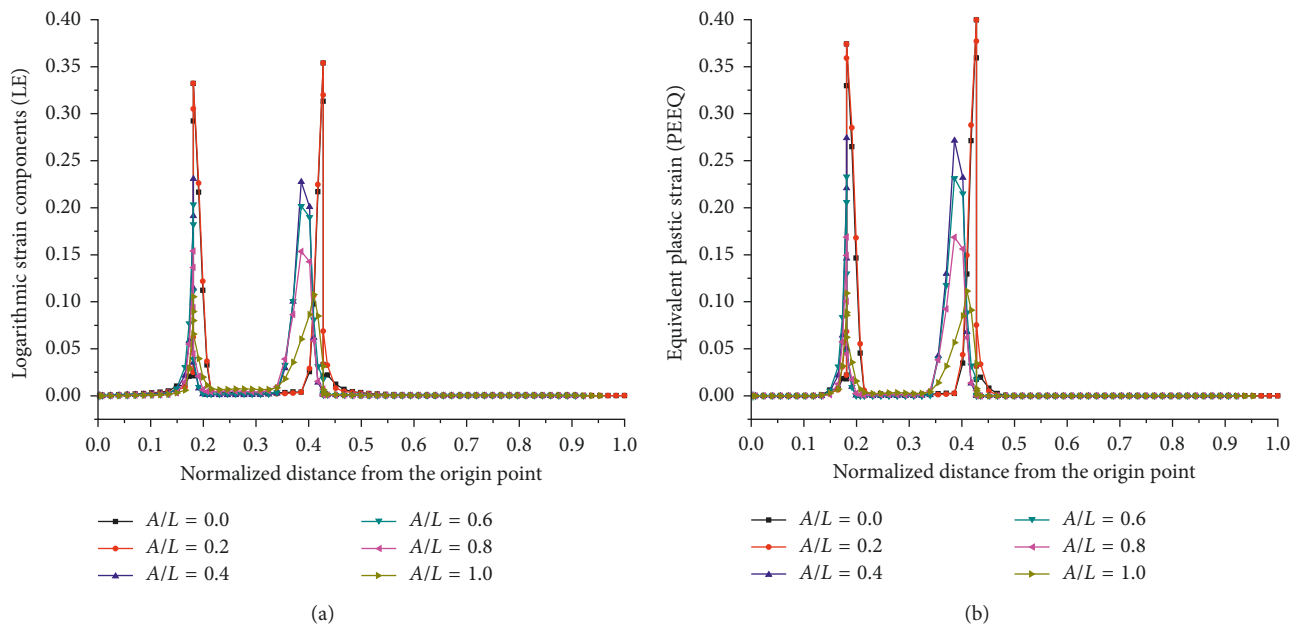 0.40
0.35
0.30
0.25
0.20
0.15
0.10
0.05
0.00
Logarithmic strain components (LE)
0.0 0.1 0.2 0.3 0.4 0.5 0.6 0.7 0.8 0.9 1.0
Normalized distance from the origin point
A/L = 0.0
A/L = 0.2
A/L = 0.4
A/L = 0.6
A/L = 0.8
A/L = 1.0
(a)
0.40
0.35
0.30
0.25
0.20
0.15
0.10
0.05
0.00
Equivalent plastic strain (PEEQ)
0.0 0.1 0.2 0.3 0.4 0.5 0.6 0.7 0.8 0.9 1.0
Normalized distance from the origin point
A/L = 0.0
A/L = 0.2
A/L = 0.4
A/L = 0.6
A/L = 0.8
A/L = 1.0
(b)